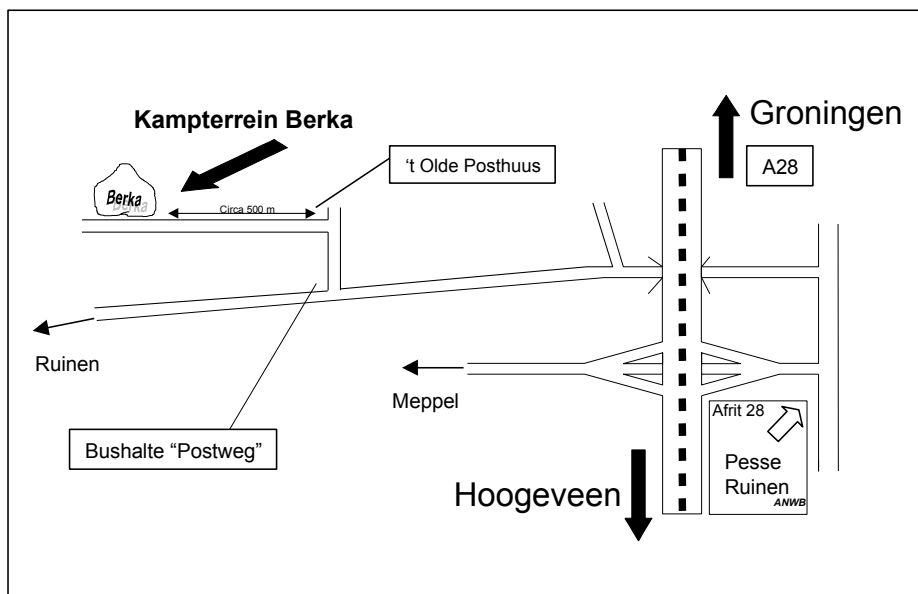 Groningen
Kampterrein Berka
A28
't Olde Posthuus
Berka
Circa 500 m
Ruinen
Meppel
Afrit 28
Bushalte “Postweg”
Pesse
Ruinen
ANWB
Hoogeveen